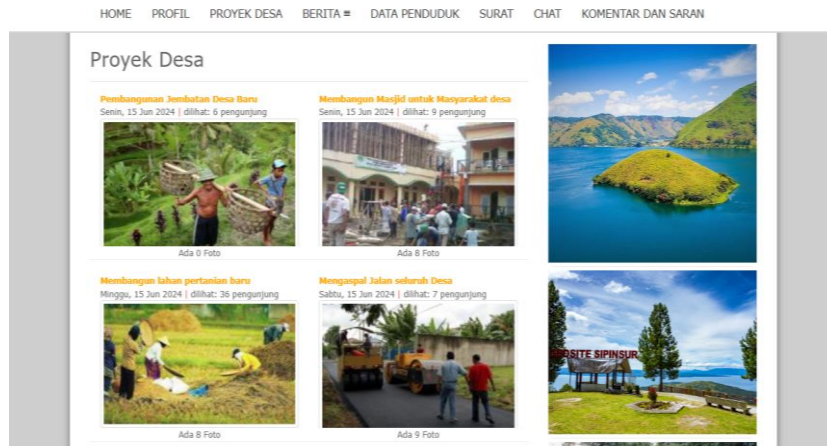 HOME PROFIL PROYEK DESA BERITA ≡ DATA PENDUDUK SURAT CHAT KOMENTAR DAN SARAN
Proyek Desa
Pembangunan Jembatan Desa Baru
Senin, 15 Jun 2024 | dilihat: 6 pengunjung
Ada 0 Foto
Membangun Masjid untuk Masyarakat desa
Senin, 15 Jun 2024 | dilihat: 9 pengunjung
Ada 8 Foto
Membangun lahan pertanian baru
Minggu, 15 Jun 2024 | dilihat: 36 pengunjung
Ada 8 Foto
Mengaspal Jalan seluruh Desa
Sabtu, 15 Jun 2024 | dilihat: 7 pengunjung
Ada 9 Foto
SIPINSUR